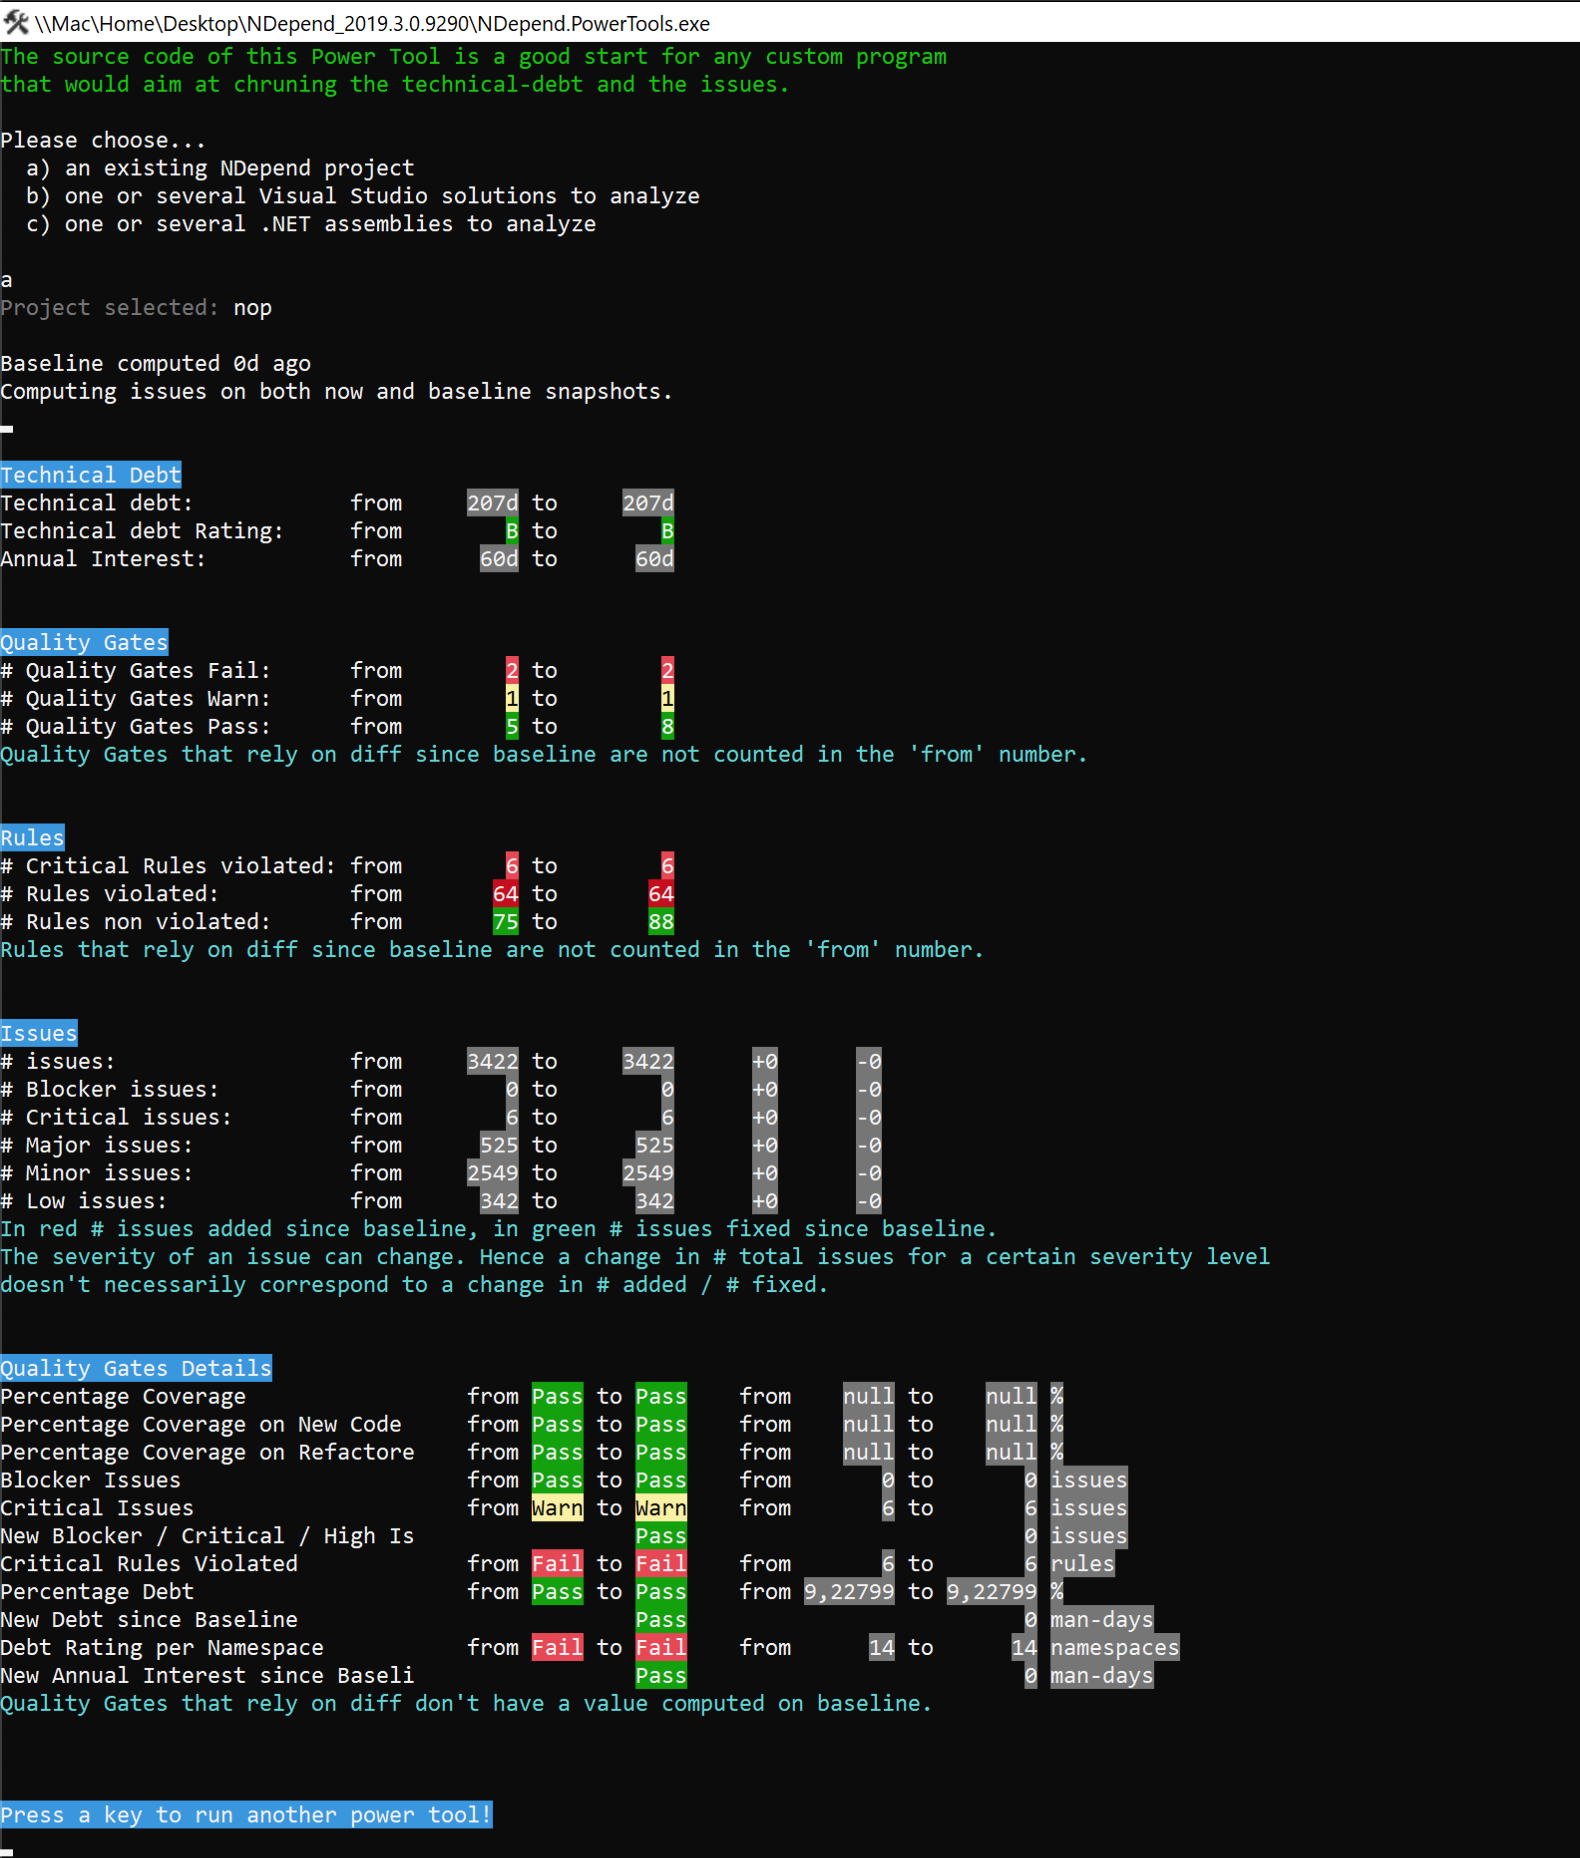 \\Mac\Home\Desktop\NDepend_2019.3.0.9290\NDepend.PowerTools.exe
The source code of this Power Tool is a good start for any custom program
that would aim at chruning the technical-debt and the issues.
Please choose...
a) an existing NDepend project
b) one or several Visual Studio solutions to analyze
c) one or several .NET assemblies to analyze
a
Project selected: nop
Baseline computed 0d ago
Computing issues on both now and baseline snapshots.
Technical Debt
Technical debt: from 207d to 207d
Technical debt Rating: from B to B
Annual Interest: from 60d to 60d
Quality Gates
# Quality Gates Fail: from 2 to 2
# Quality Gates Warn: from 1 to 1
# Quality Gates Pass: from 5 to 8
Quality Gates that rely on diff since baseline are not counted in the 'from' number.
Rules
# Critical Rules violated: from 6 to 6
# Rules violated: from 64 to 64
# Rules non violated: from 75 to 88
Rules that rely on diff since baseline are not counted in the 'from' number.
Issues
# issues: from 3422 to 3422 +0 -0
# Blocker issues: from 0 to 0 +0 -0
# Critical issues: from 6 to 6 +0 -0
# Major issues: from 525 to 525 +0 -0
# Minor issues: from 2549 to 2549 +0 -0
# Low issues: from 342 to 342 +0 -0
In red # issues added since baseline, in green # issues fixed since baseline.
The severity of an issue can change. Hence a change in # total issues for a certain severity level
doesn't necessarily correspond to a change in # added / # fixed.
Quality Gates Details
Percentage Coverage from Pass to Pass from null to null %
Percentage Coverage on New Code from Pass to Pass from null to null %
Percentage Coverage on Refactore from Pass to Pass from null to null %
Blocker Issues from Pass to Pass from 0 to 0 issues
Critical Issues from Warn to Warn from 6 to 6 issues
New Blocker / Critical / High Is Pass 0 issues
Critical Rules Violated from Fail to Fail from 6 to 6 rules
Percentage Debt from Pass to Pass from 9,22799 to 9,22799 %
New Debt since Baseline Pass 0 man-days
Debt Rating per Namespace from Fail to Fail from 14 to 14 namespaces
New Annual Interest since Baseli Pass 0 man-days
Quality Gates that rely on diff don't have a value computed on baseline.
Press a key to run another power tool!